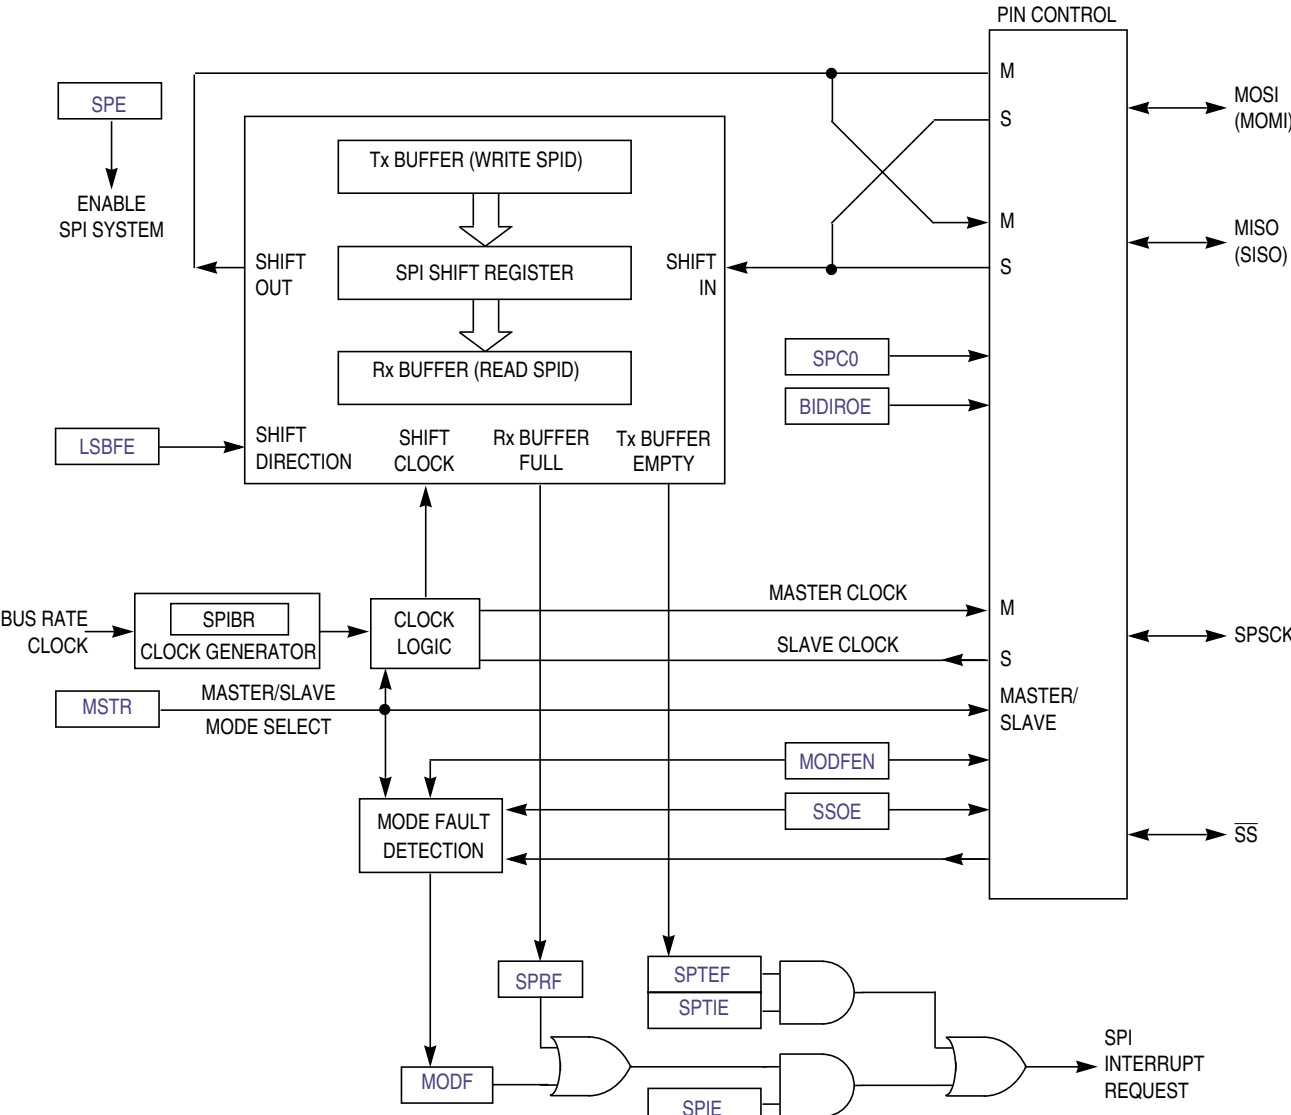 PIN CONTROL
M
SPE
MOSI
(MOMI)
S
Tx BUFFER (WRITE SPID)
ENABLE
SPI SYSTEM
M
MISO
(SISO)
SHIFT
OUT
SPI SHIFT REGISTER
SHIFT
IN
S
SPC0
Rx BUFFER (READ SPID)
BIDIROE
LSBFE
SHIFT
DIRECTION
SHIFT
CLOCK
Rx BUFFER
FULL
Tx BUFFER
EMPTY
MASTER CLOCK
M
BUS RATE
CLOCK
SPIBR
CLOCK GENERATOR
CLOCK
LOGIC
SPSCK
SLAVE CLOCK
S
MSTR
MASTER/SLAVE
MODE SELECT
MASTER/
SLAVE
MODFEN
SSOE
MODE FAULT
DETECTION
SS
SPRF
SPTEF
SPTIE
SPI
INTERRUPT
REQUEST
MODF
SPIE